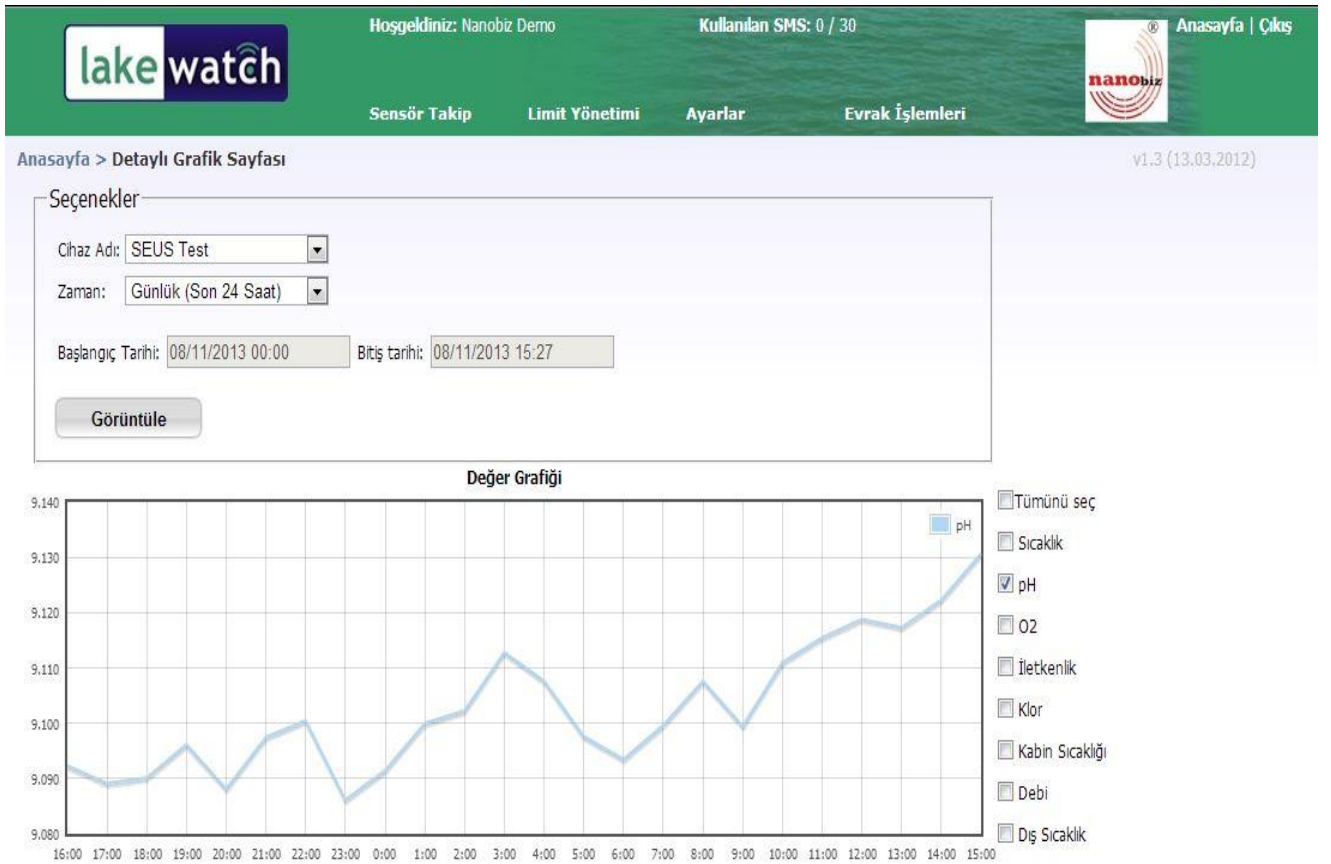 lake watch
Hoşgeldiniz: Nanobiz Demo
Kullanılan SMS: 0 / 30
®
Anasayfa | Çıkış
nanobiz
Sensör Takip Limit Yönetimi Ayarlar Evrak İşlemleri
Anasayfa > Detaylı Grafik Sayfası
v1.3 (13.03.2012)
Seçenekler
Cihaz Adı: SEUS Test
Zaman: Günlük (Son 24 Saat)
Başlangıç Tarihi: 08/11/2013 00:00 Bitiş tarihi: 08/11/2013 15:27
Görüntüle
Değer Grafiği
9.140
9.130
9.120
9.110
9.100
9.090
9.080
pH
16:00 17:00 18:00 19:00 20:00 21:00 22:00 23:00 0:00 1:00 2:00 3:00 4:00 5:00 6:00 7:00 8:00 9:00 10:00 11:00 12:00 13:00 14:00 15:00
Tümünü seç
Sıcaklık
pH
O2
İletkenlik
Klor
Kabin Sıcaklığı
Debi
Dış Sıcaklık